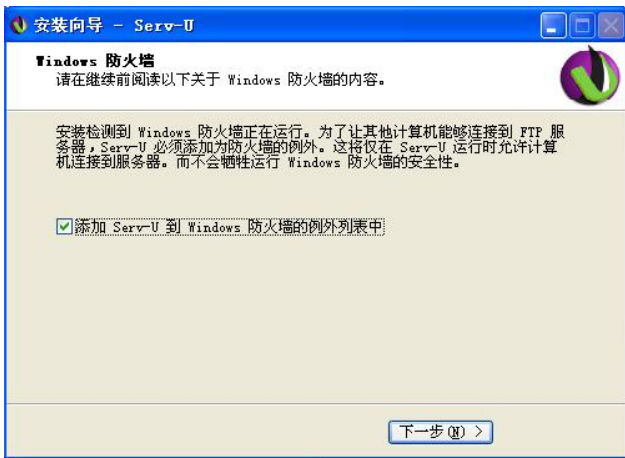 安装向导 - Serv-U
Windows 防火墙
请在继续前阅读以下关于 Windows 防火墙的内容。
安装检测到 Windows 防火墙正在运行。为了让其他计算机能够连接到 FTP 服
务器，Serv-U 必须添加为防火墙的例外。这将仅在 Serv-U 运行时允许计算
机连接到服务器。而不会牺牲运行 Windows 防火墙的安全性。
添加 Serv-U 到 Windows 防火墙的例外列表中
下一步(N) >